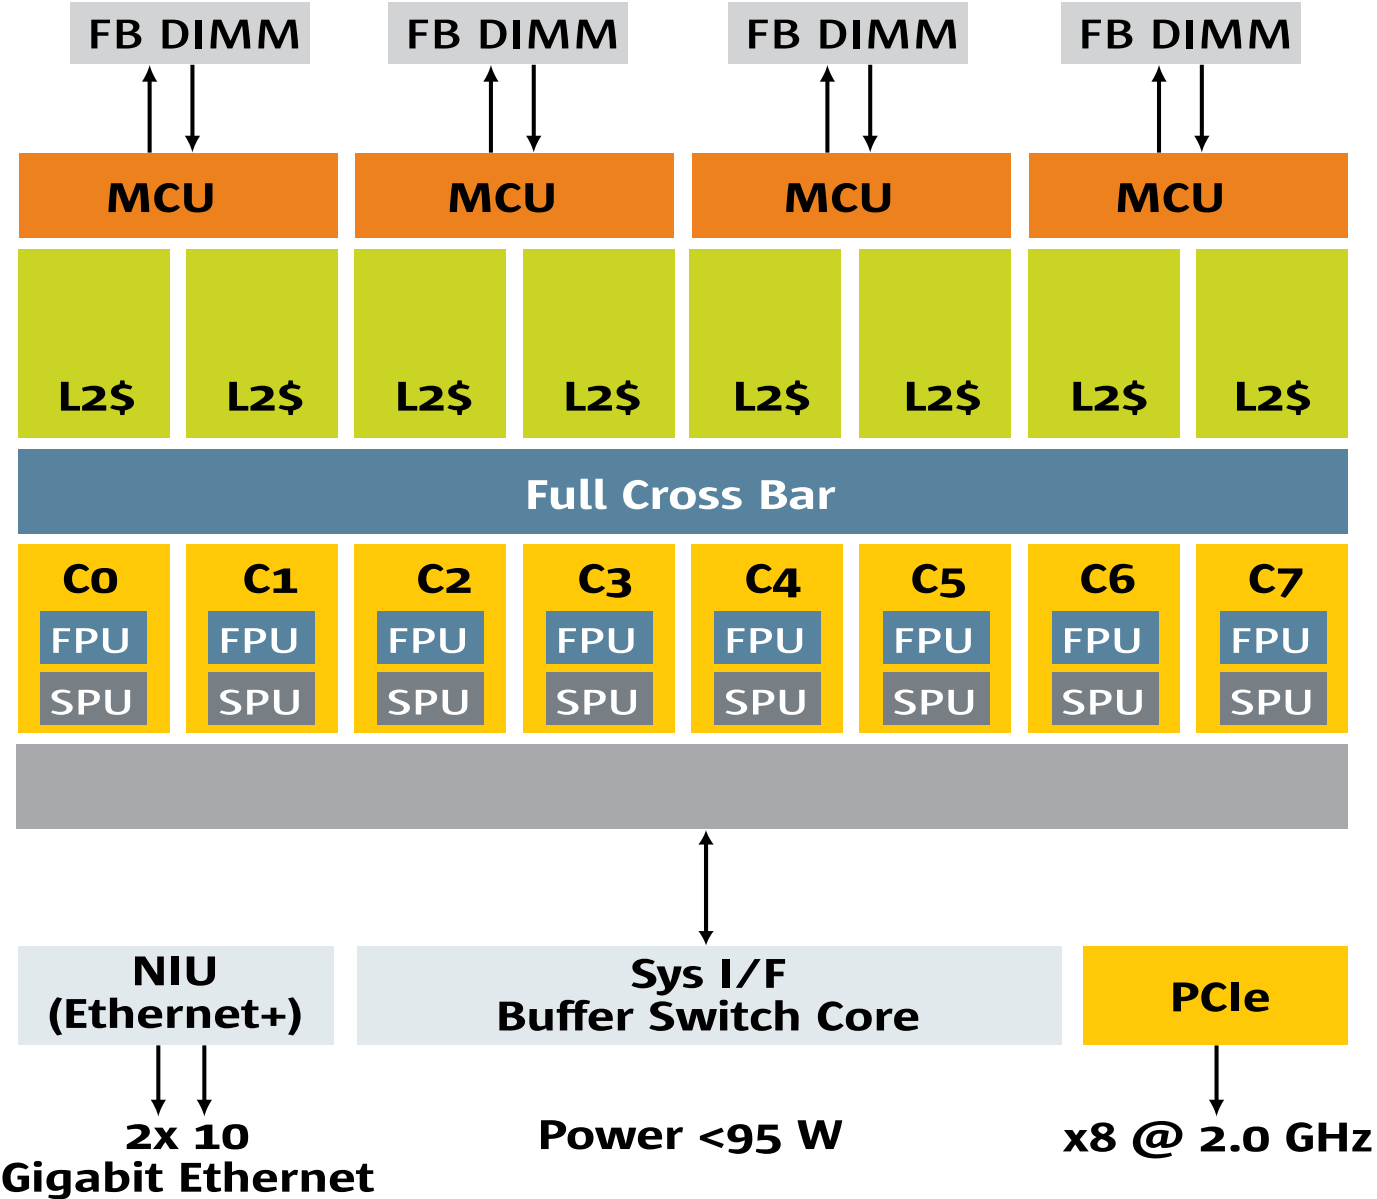 FB DIMM FB DIMM FB DIMM FB DIMM
MCU MCU MCU MCU
L2$ L2$ L2$ L2$ L2$ L2$ L2$ L2$
Full Cross Bar
C0 C1 C2 C3 C4 C5 C6 C7
FPU FPU FPU FPU FPU FPU FPU FPU
SPU SPU SPU SPU SPU SPU SPU SPU
NIU
(Ethernet+)
Sys I/F
Buffer Switch Core
PCIe
2x 10
Gigabit Ethernet
Power <95 W
x8 @ 2.0 GHz